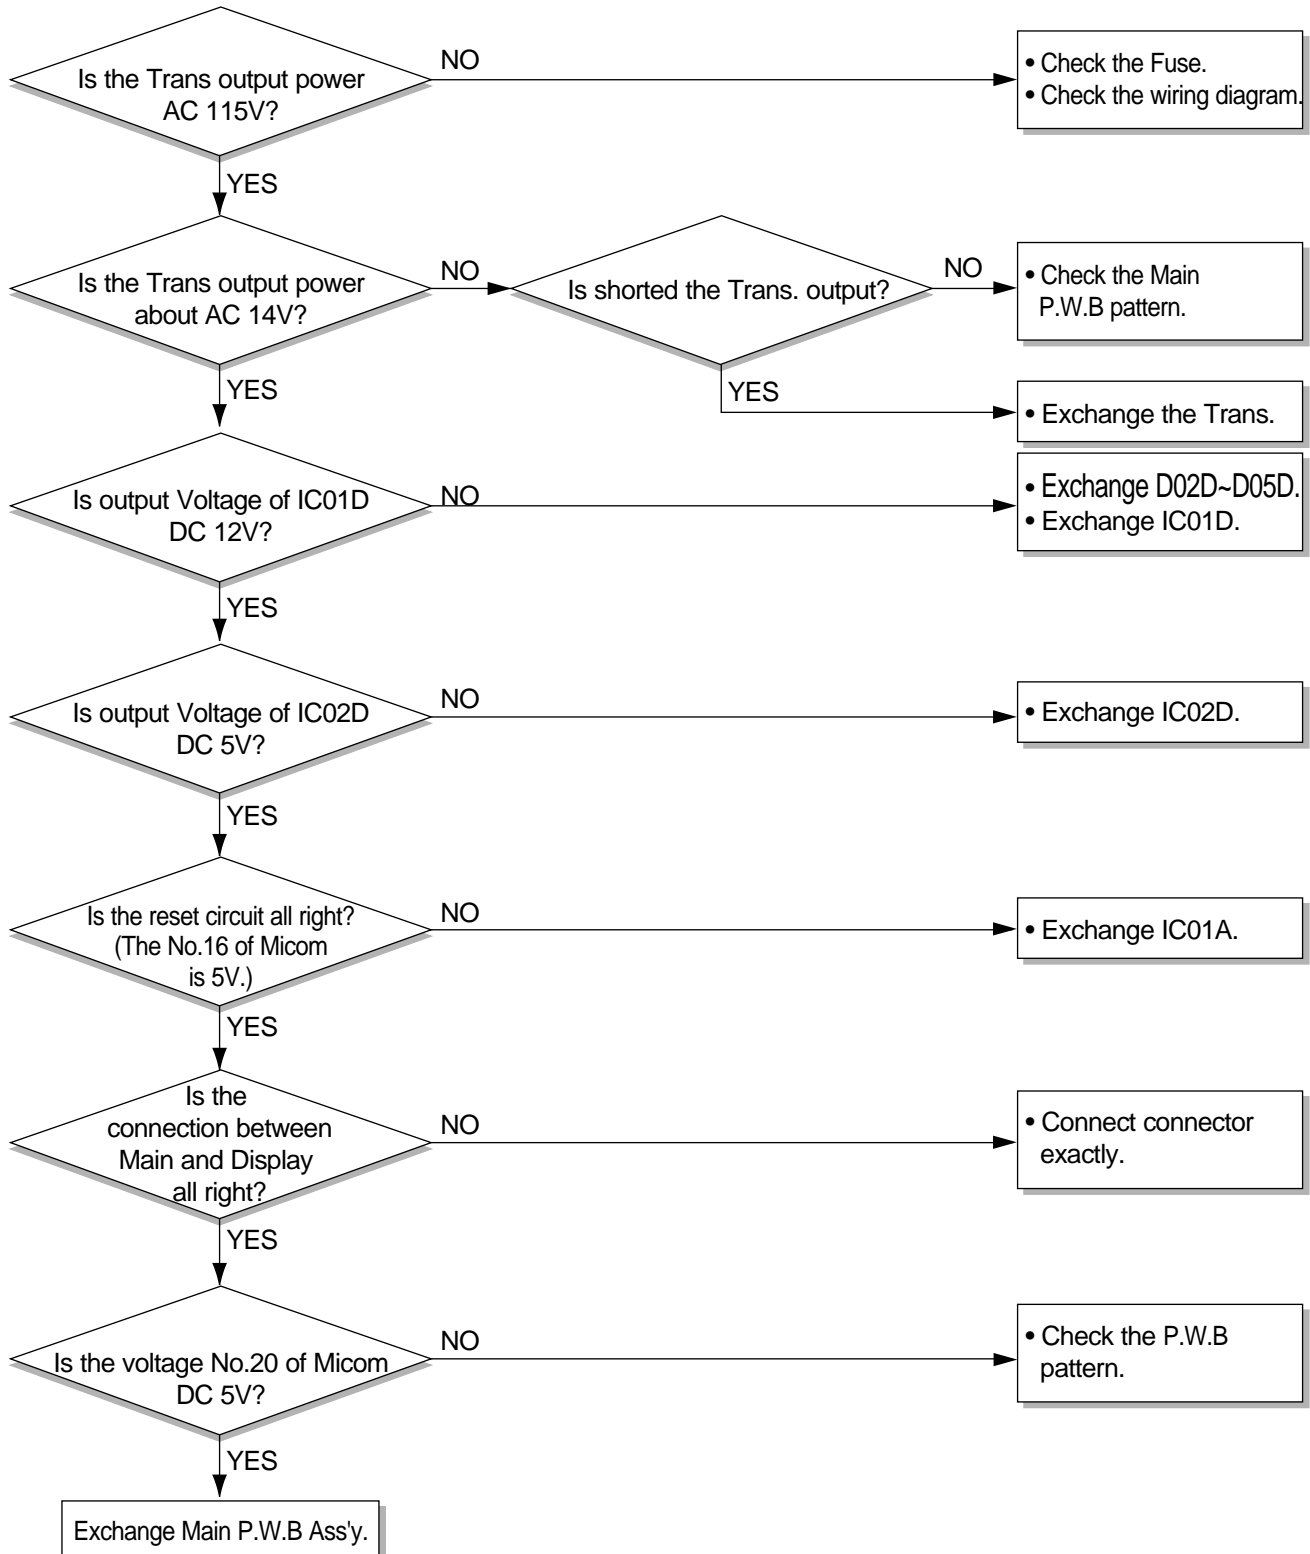 Is the Trans output power
AC 115V?
NO
• Check the Fuse.
• Check the wiring diagram.
YES
Is the Trans output power
about AC 14V?
NO
Is shorted the Trans. output?
NO
• Check the Main
P.W.B pattern.
YES
YES
• Exchange the Trans.
Is output Voltage of IC01D
DC 12V?
NO
• Exchange D02D~D05D.
• Exchange IC01D.
YES
Is output Voltage of IC02D
DC 5V?
NO
• Exchange IC02D.
YES
Is the reset circuit all right?
(The No.16 of Micom
is 5V.)
NO
• Exchange IC01A.
YES
Is the
connection between
Main and Display
all right?
NO
• Connect connector
exactly.
YES
Is the voltage No.20 of Micom
DC 5V?
NO
• Check the P.W.B
pattern.
YES
Exchange Main P.W.B Ass'y.